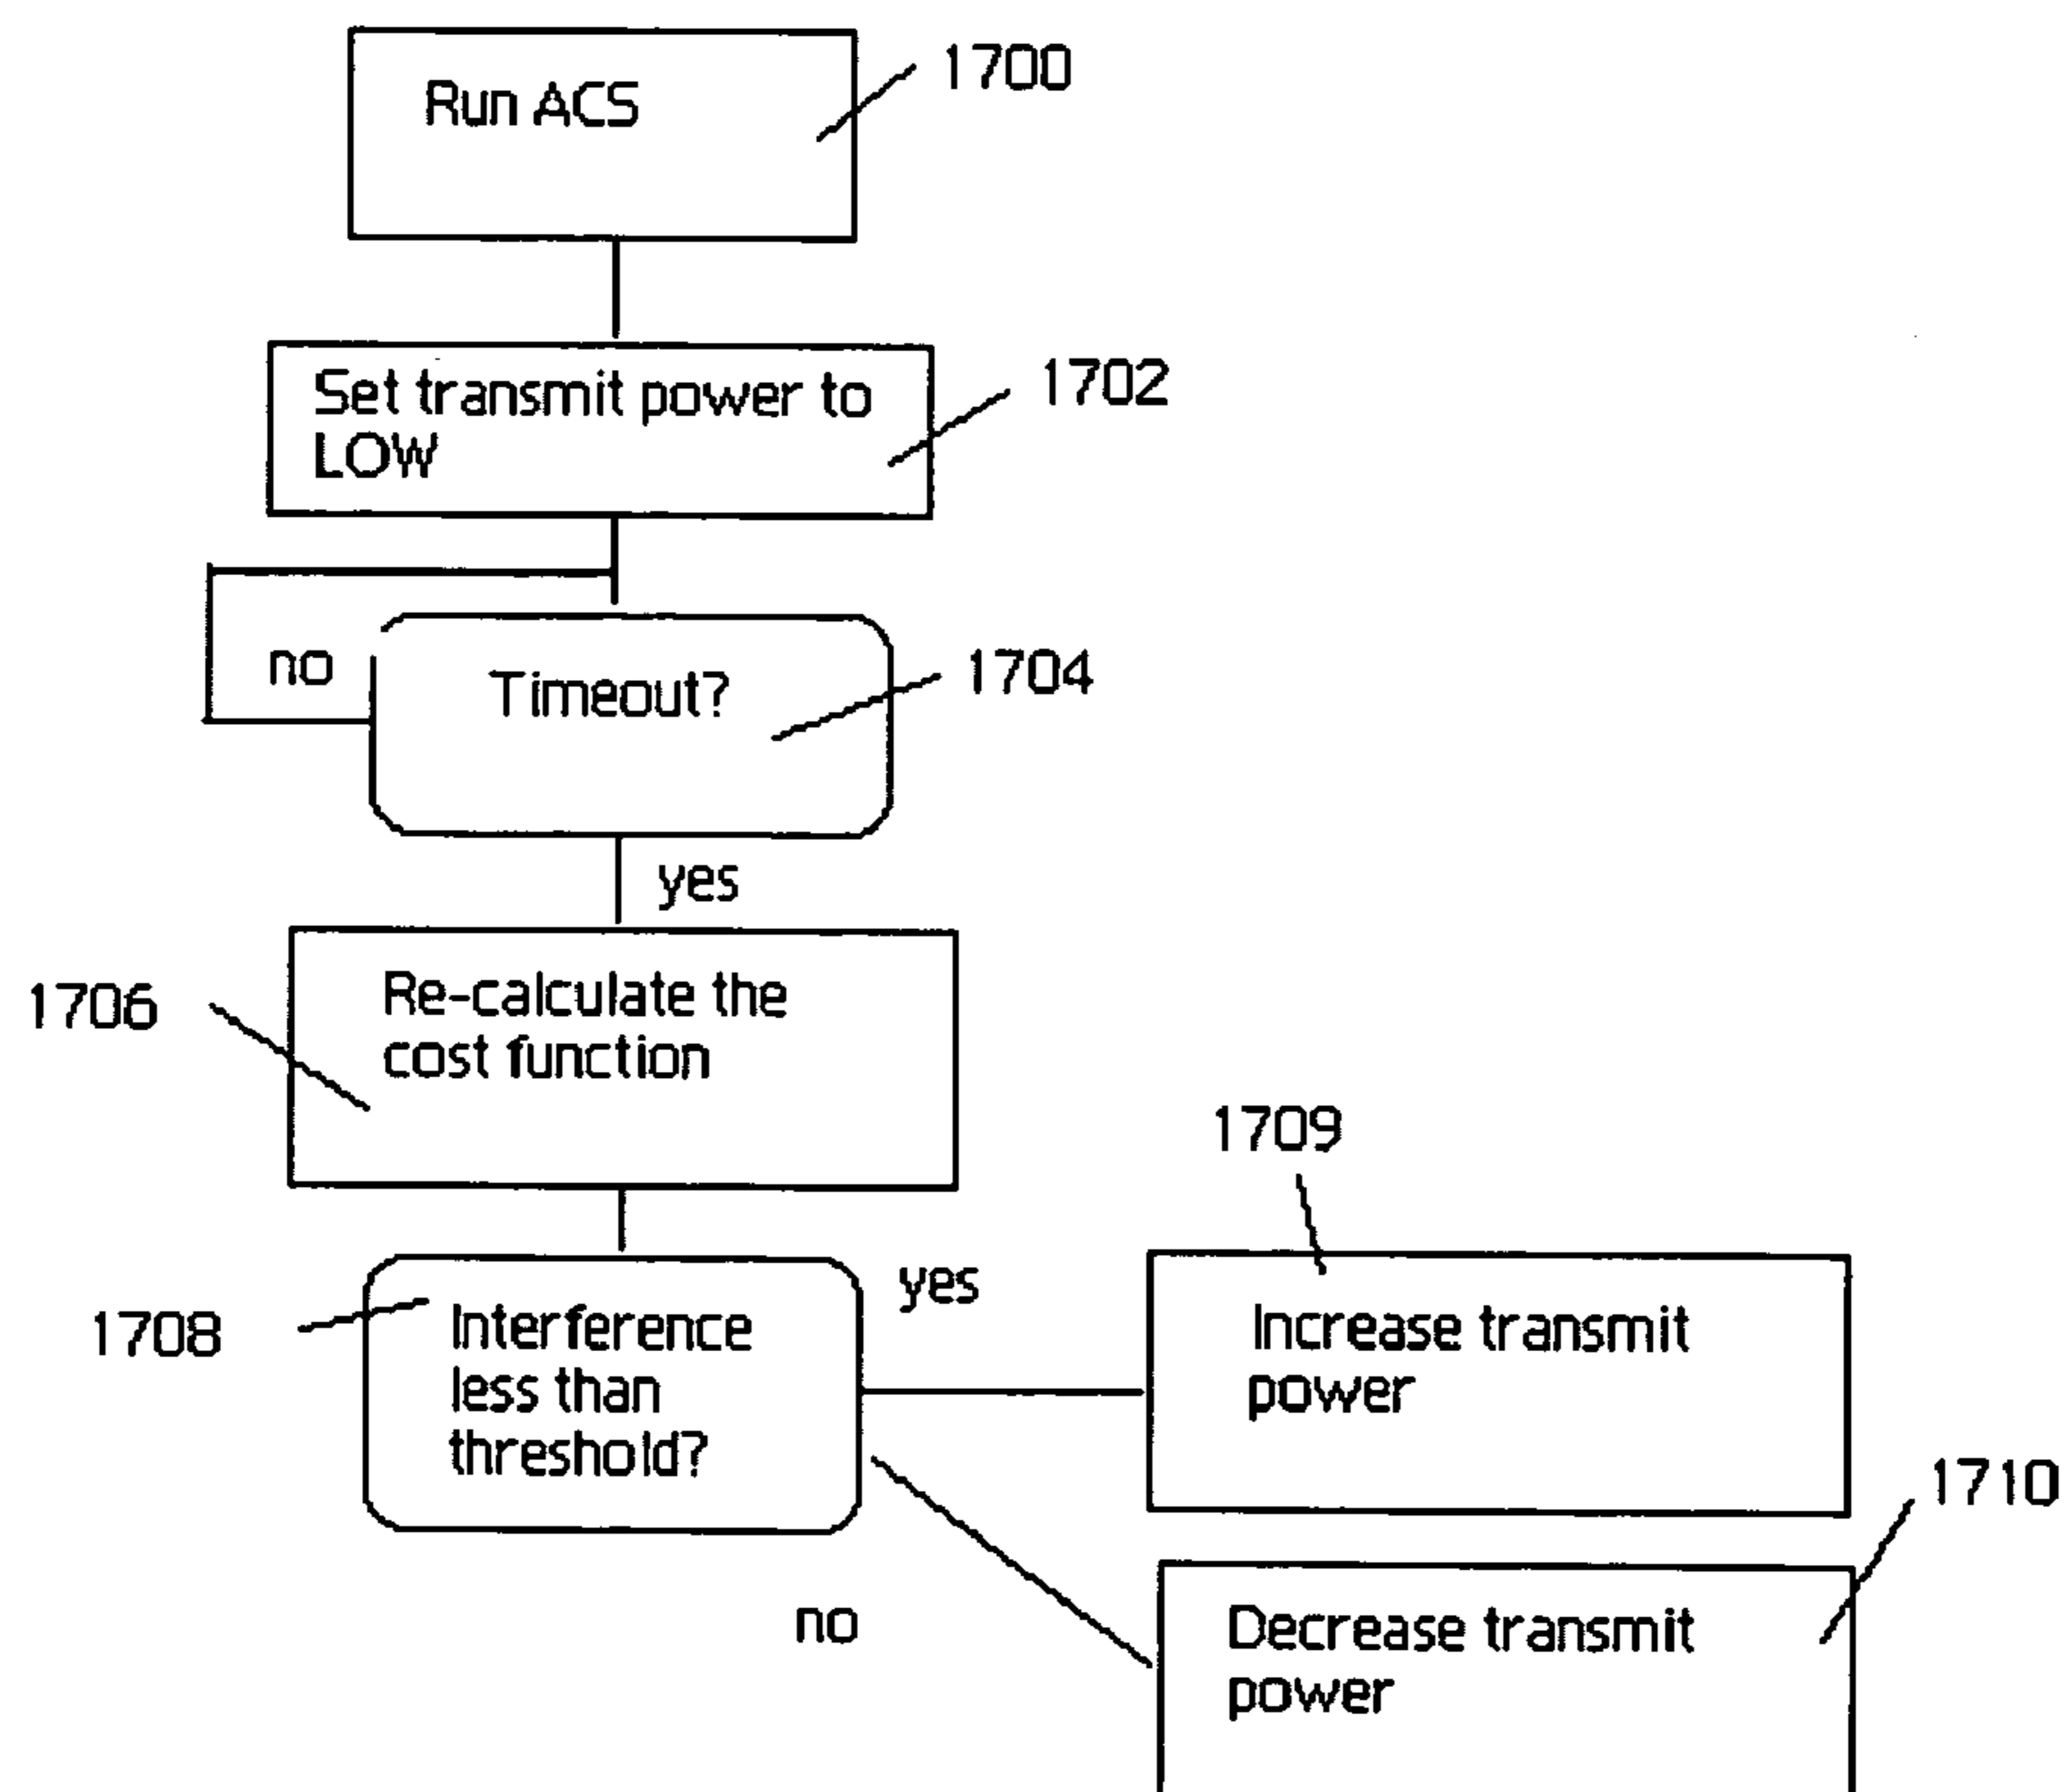 Run ACS
1700
Set transmit power to
LOW
1702
no
Timeout?
1704
yes
Re-calculate the
cost function
1706
1708
Interference
less than
threshold?
yes
no
1709
Increase transmit
power
1710
Decrease transmit
power